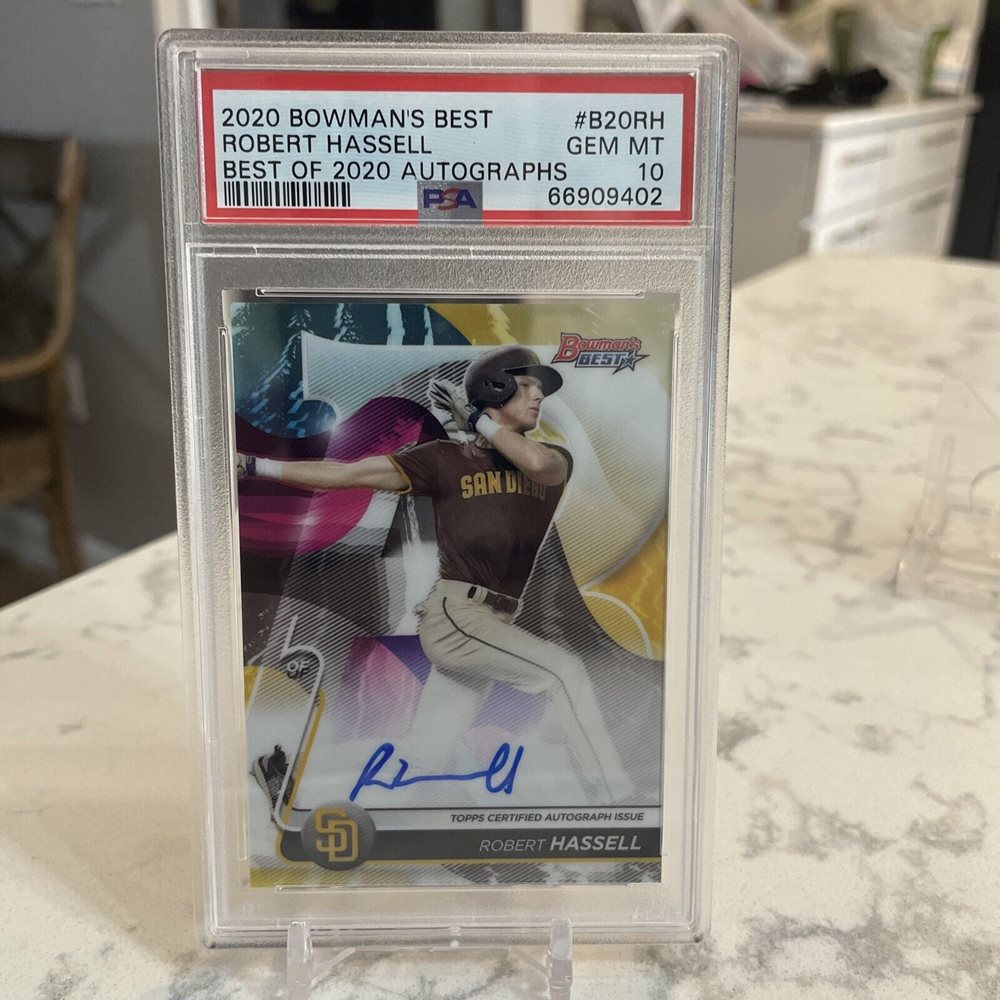 2020 BOWMAN'S BEST #B20RH
ROBERT HASSELL GEM MT
BEST OF 2020 AUTOGRAPHS 10
PSA 66909402
Bowman's
BEST
SAN DIEGO
OF
TOPPS CERTIFIED AUTOGRAPH ISSUE
SD
ROBERT HASSELL